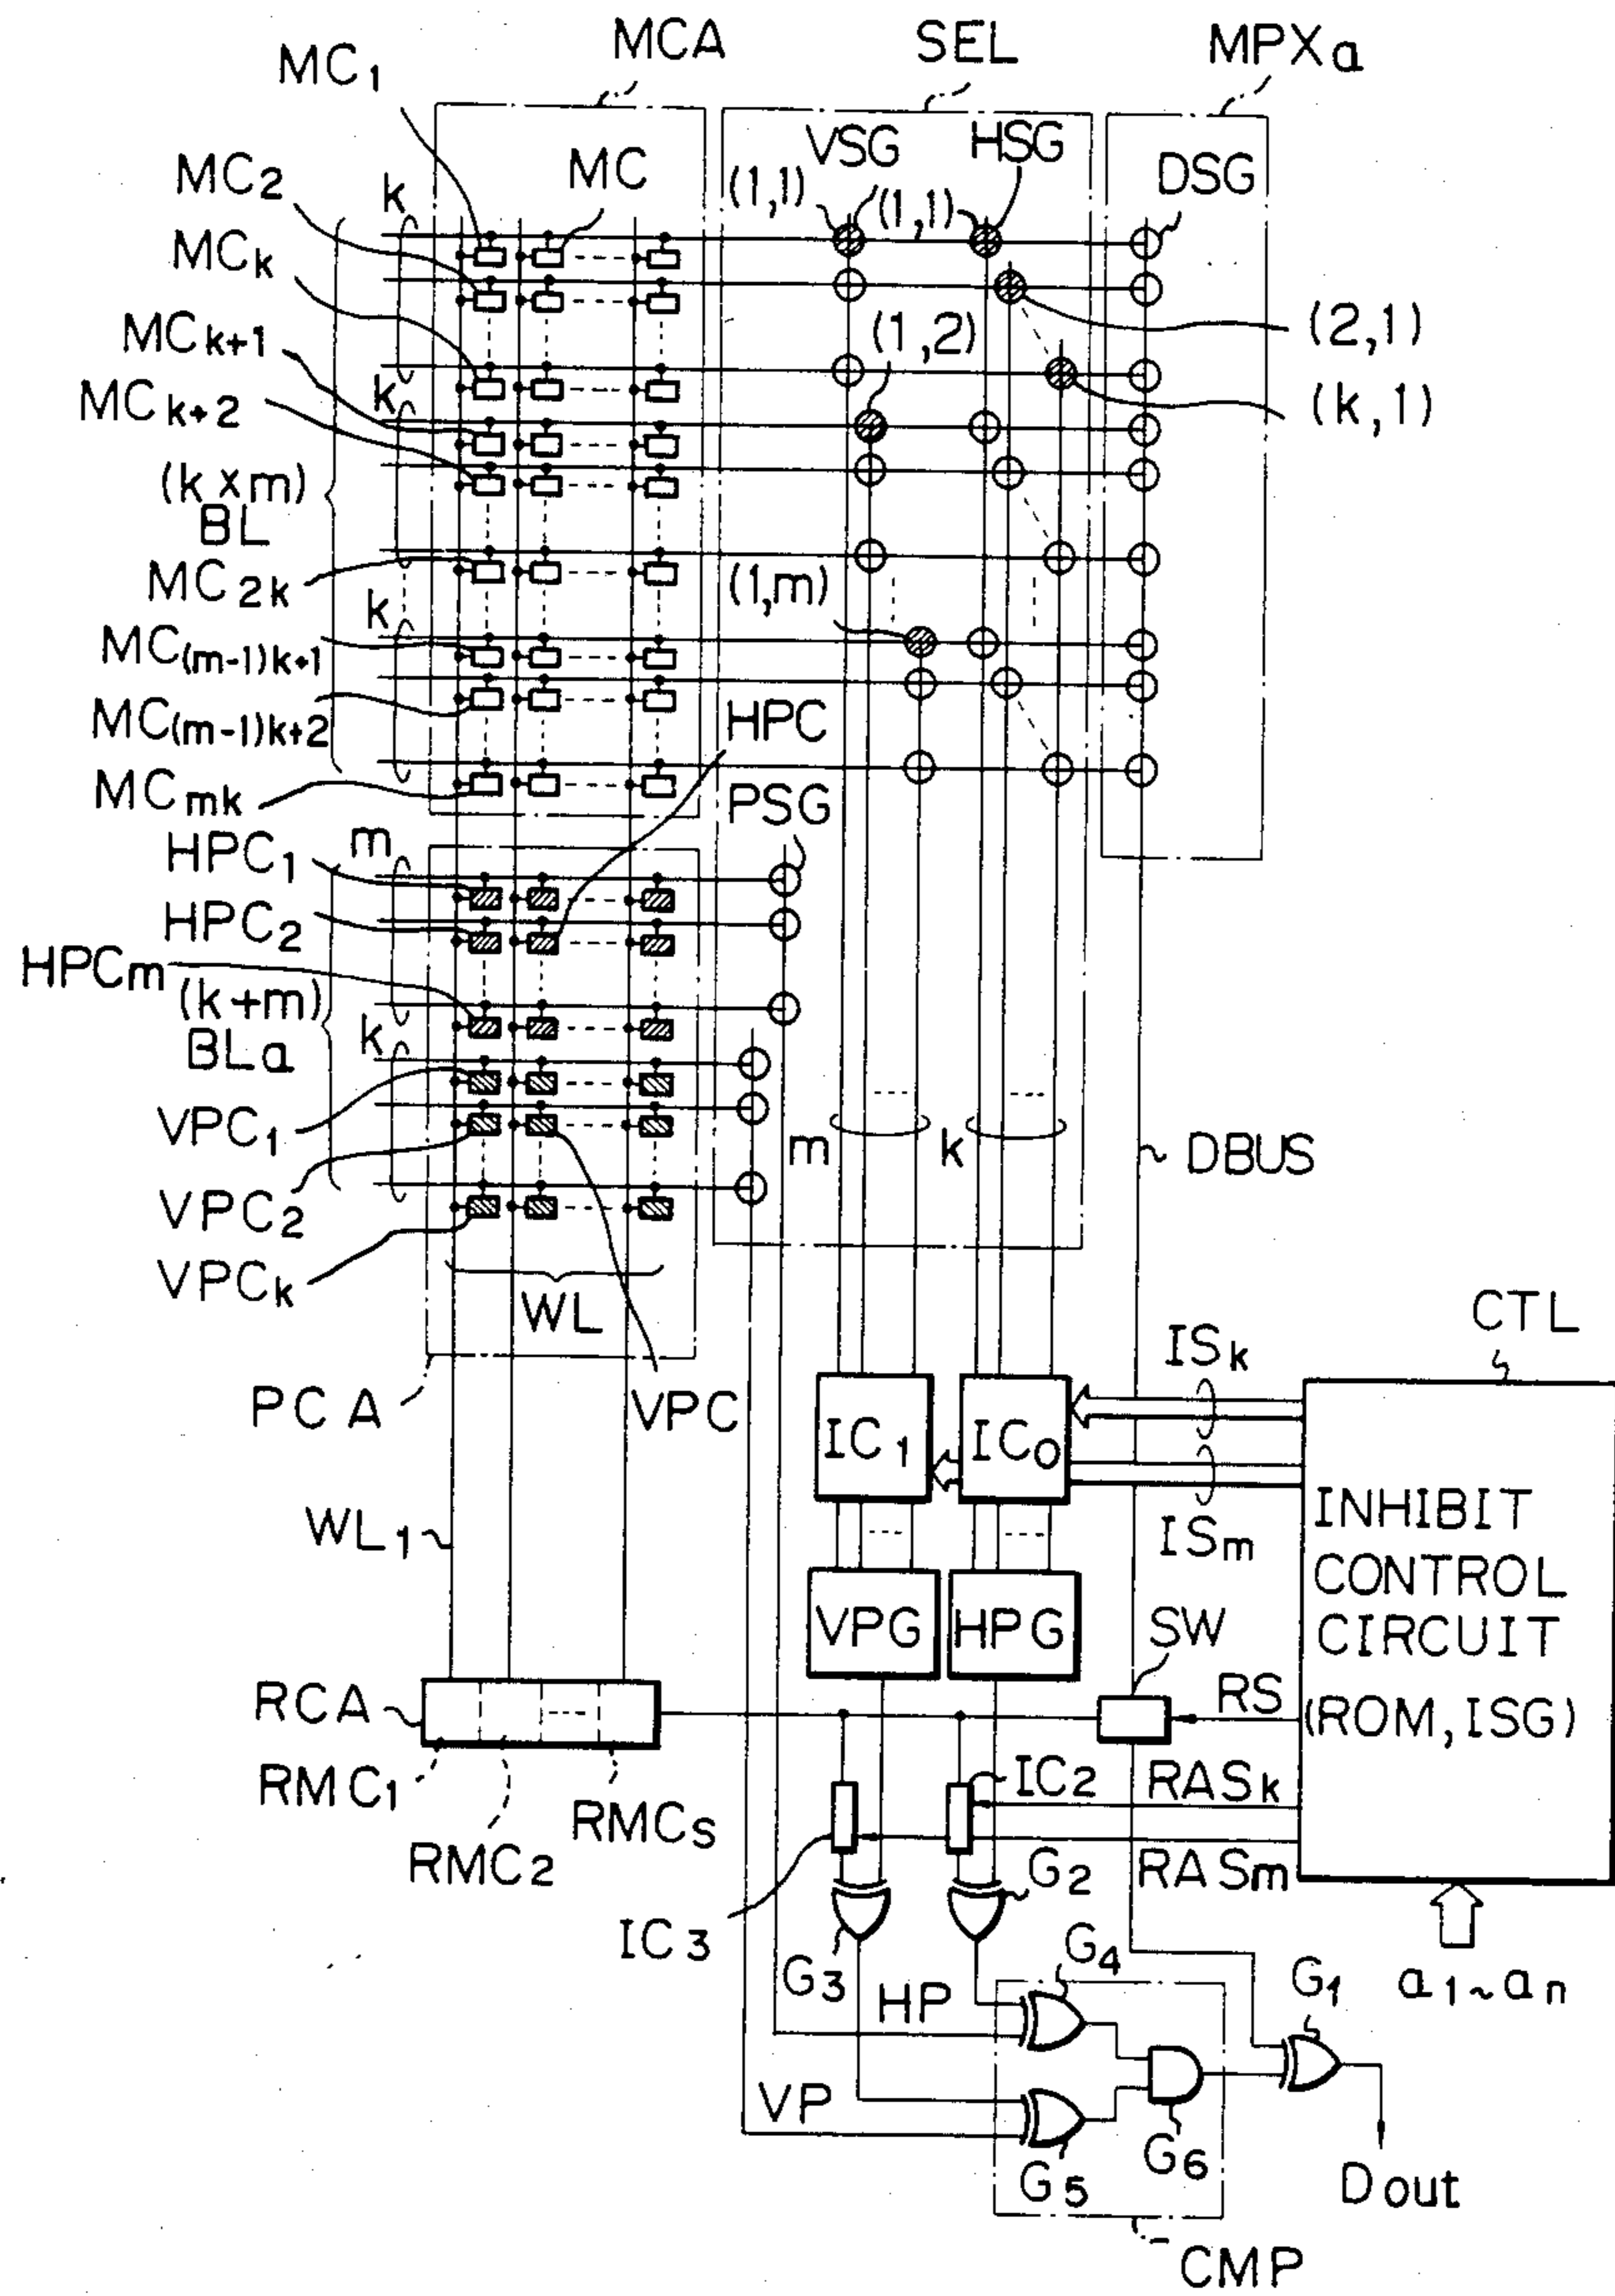 MCA
SEL
MPXa
MC1
VSG
HSG
MC2
k
MC
(1,1)
(1,1)
DSG
MCk
MCk+1
(1,2)
(2,1)
MCk+2
k
(k,1)
(k×m)
BL
MC2k
(1,m)
k
MC(m-1)k+1
MC(m-1)k+2
HPC
MCmk
PSG
HPC1
m
HPC2
HPCm
(k+m)
BLa
k
VPC1
m
k
DBUS
VPC2
VPCk
WL
CTL
ISk
PCA
VPC
IC1
IC0
WL1
ISm
INHIBIT
CONTROL
CIRCUIT
(ROM,ISG)
VPG
HPG
SW
RCA
RS
RMC1
IC2
RASk
RMCs
RMC2
RASm
G2
IC3
G3
G4
HP
G1
a1~an
VP
G5
G6
Dout
CMP